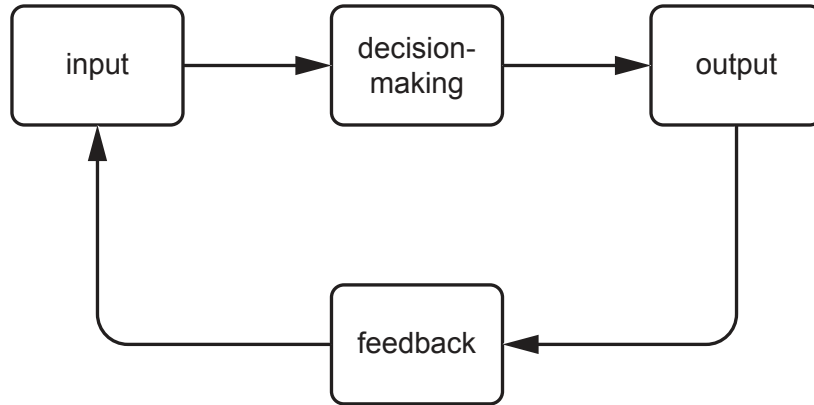 input
decision-
making
output
feedback